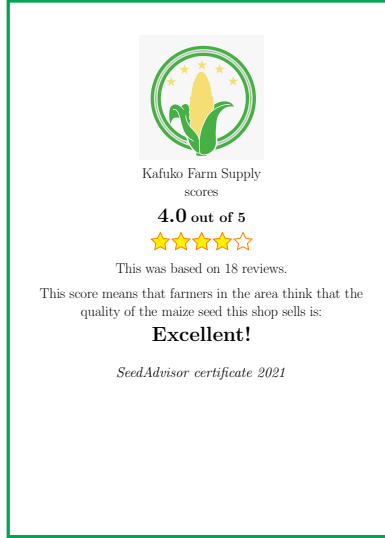 Kafuko Farm Supply
scores
4.0 out of 5
This was based on 18 reviews.
This score means that farmers in the area think that the
quality of the maize seed this shop sells is:
Excellent!
SeedAdvisor certificate 2021